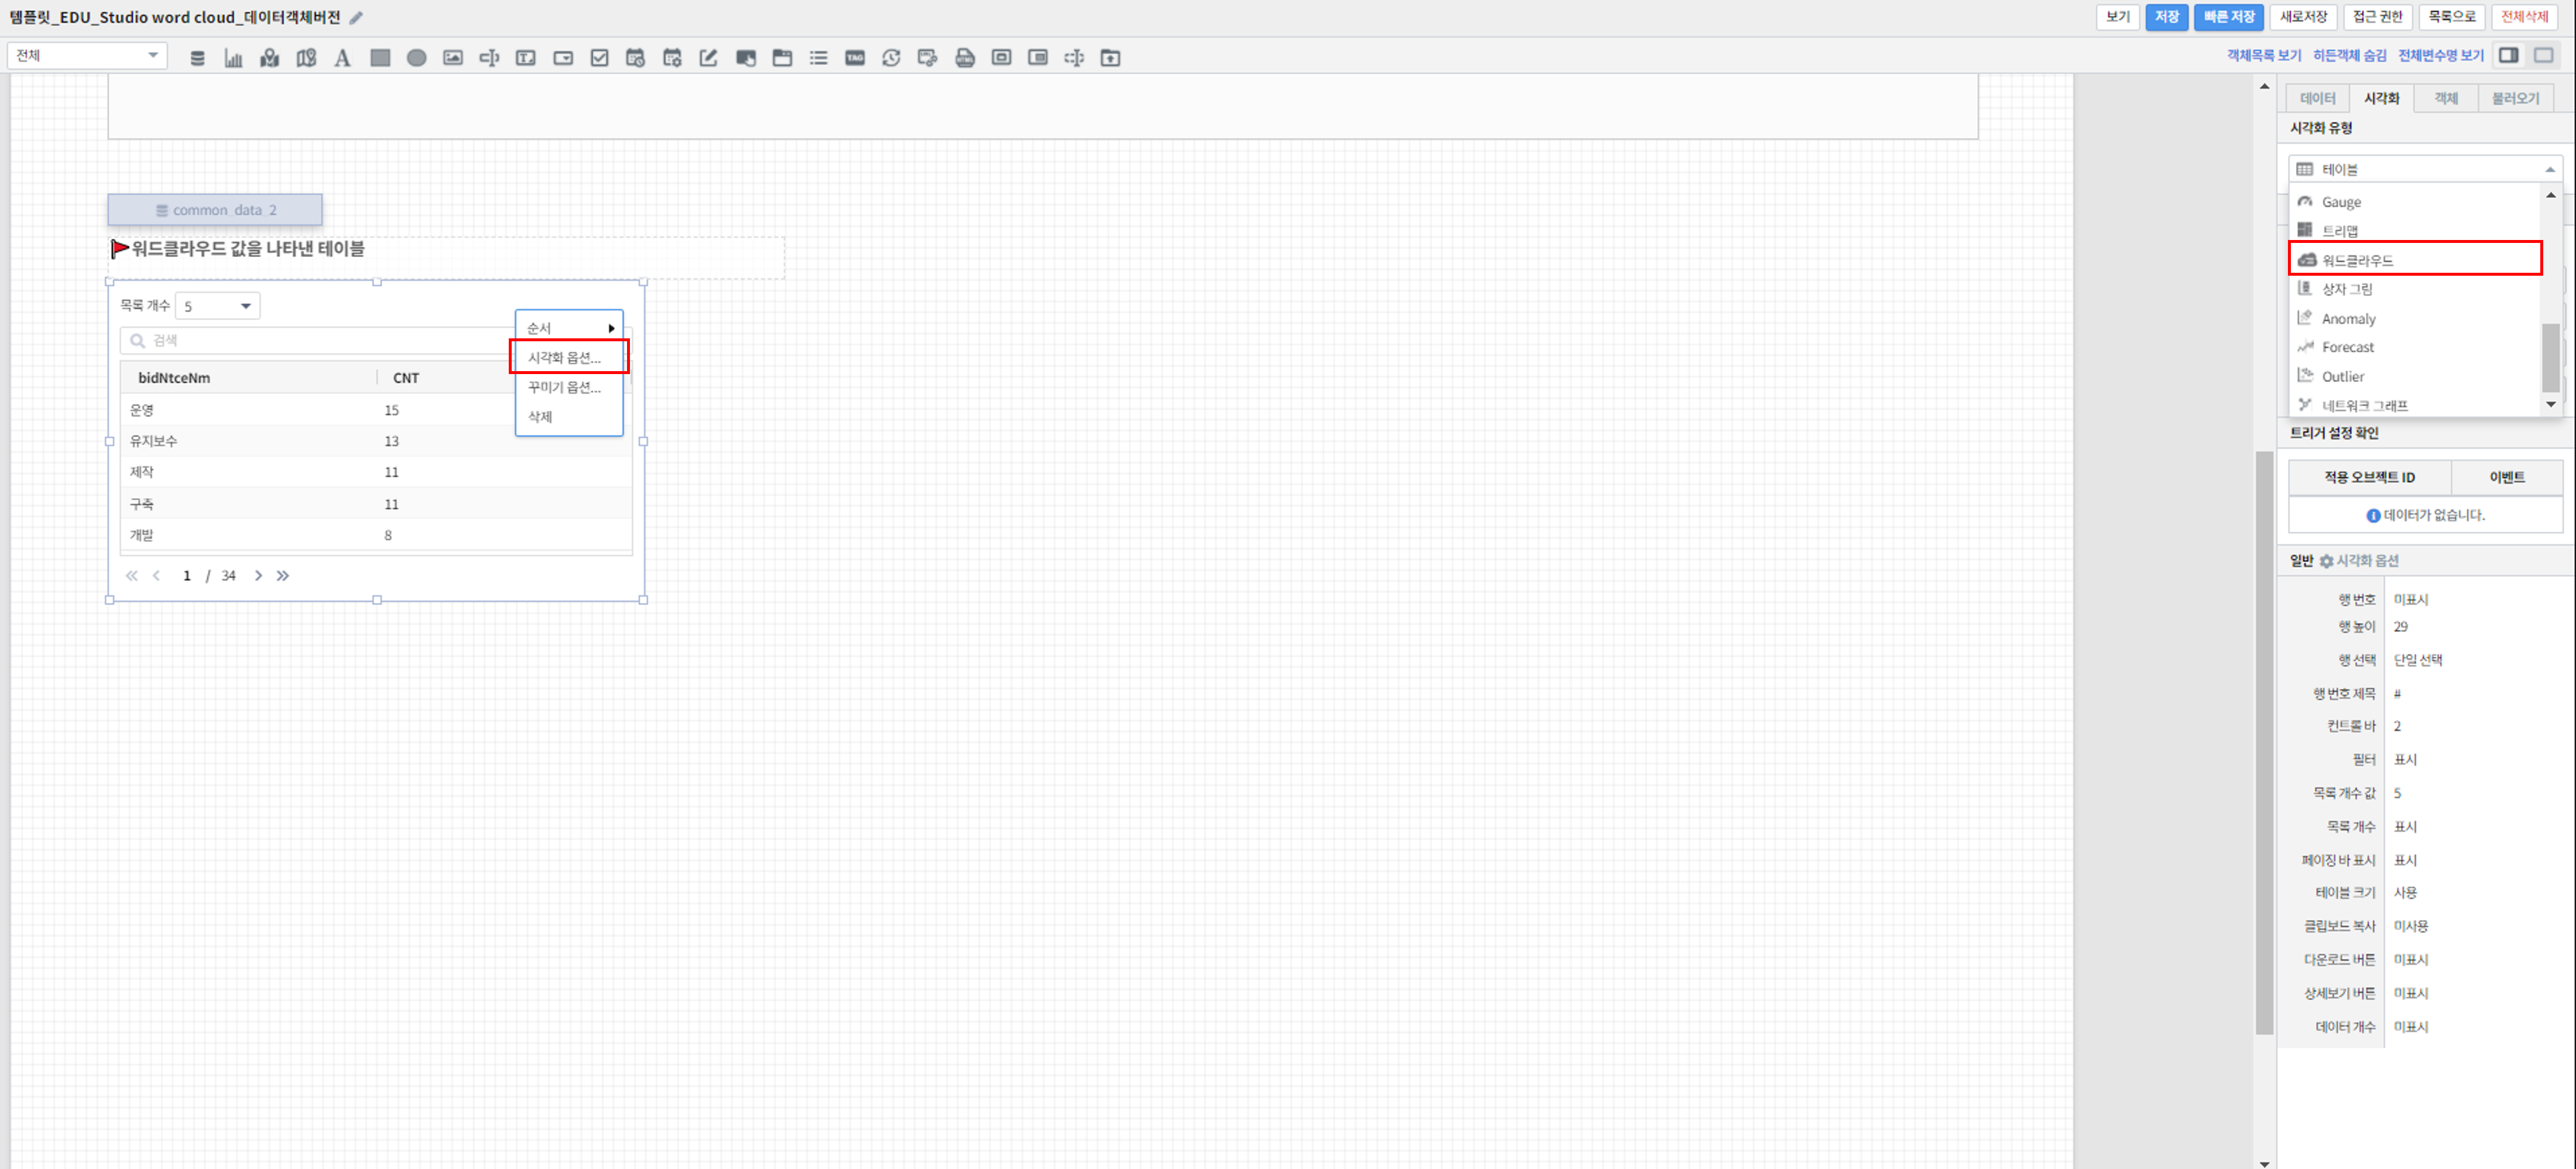 템플릿_EDU_Studio word cloud_데이터객체버전
보기 저장 빠른 저장 새로저장 접근 권한 목록으로 전체삭제
전체
TAG
객체목록 보기 히든객체 숨김 전체변수명 보기
데이터 시각화 객체 불러오기
시각화 유형
테이블
Gauge
트리맵
워드클라우드
상자 그림
Anomaly
Forecast
Outlier
네트워크 그래프
common_data_2
워드클라우드 값을 나타낸 테이블
목록 개수 5
검색
bidNtceNm CNT
운영 15
유지보수 13
제작 11
구축 11
개발 8
1 / 34
순서
시각화 옵션...
꾸미기 옵션...
삭제
트리거 설정 확인
적용 오브젝트 ID 이벤트
데이터가 없습니다.
일반 시각화 옵션
행 번호 미표시
행 높이 29
행 선택 단일 선택
행 번호 제목 #
컨트롤 바 2
필터 표시
목록 개수 값 5
목록 개수 표시
페이징 바 표시 표시
테이블 크기 사용
클립보드 복사 미사용
다운로드 버튼 미표시
상세보기 버튼 미표시
데이터 개수 미표시